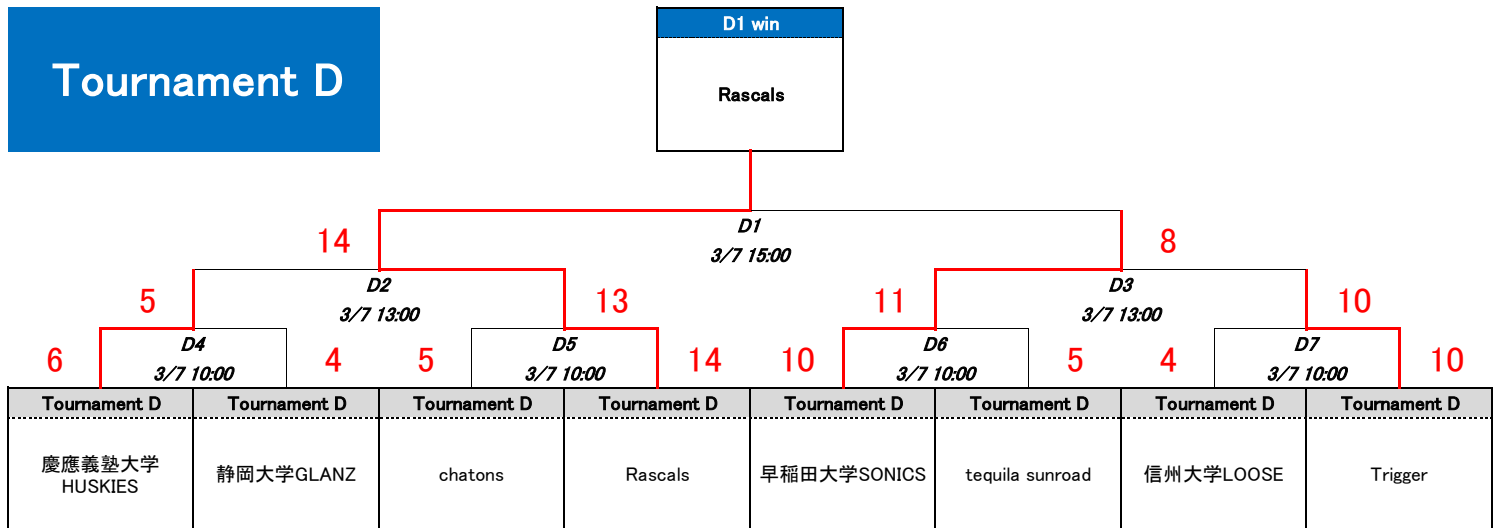 Tournament D
D1 win
Rascals
D1
3/7 15:00
14
8
D2
3/7 13:00
D3
3/7 13:00
5
13
11
10
D4
3/7 10:00
D5
3/7 10:00
D6
3/7 10:00
D7
3/7 10:00
6
4
5
14
10
5
4
10
Tournament D
Tournament D
Tournament D
Tournament D
Tournament D
Tournament D
Tournament D
Tournament D
慶應義塾大学
HUSKIES
静岡大学GLANZ
chatons
Rascals
早稲田大学SONICS
tequila sunroad
信州大学LOOSE
Trigger